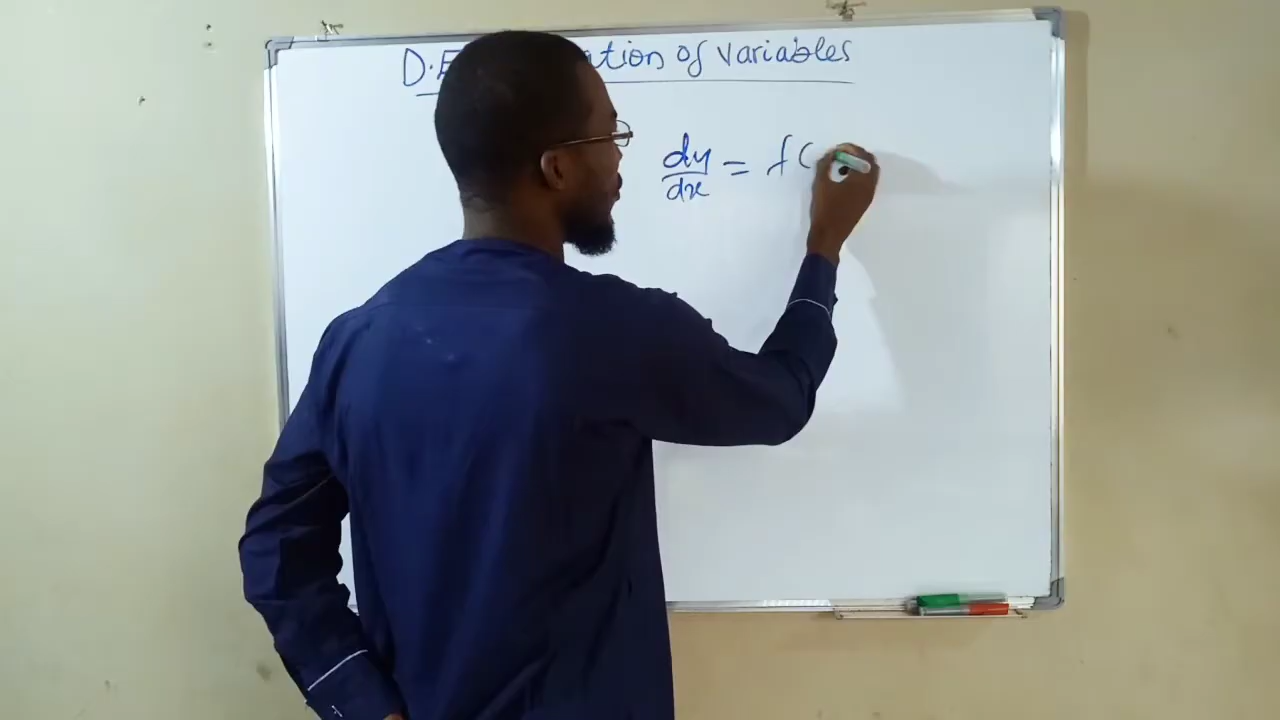 D.E ation of variables
dy/dx = f(